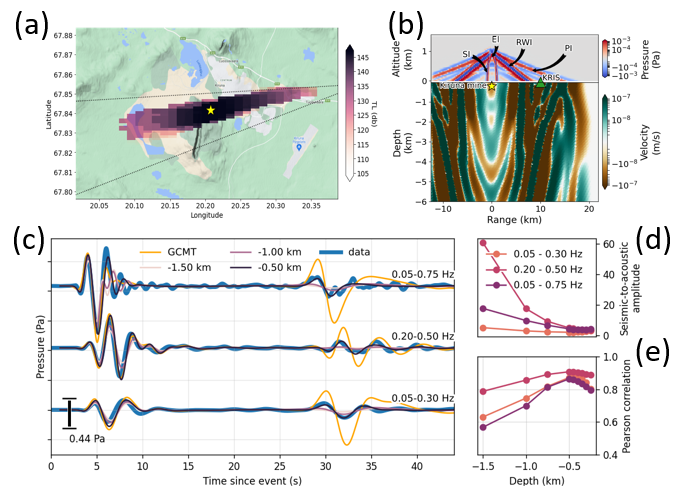 (a)
67.88
67.87
67.86
67.85
67.84
67.83
67.82
67.81
67.80
Latitude
20.05 20.10 20.15 20.20 20.25 20.30 20.35
Longitude
145
140
135
130
125
120
115
110
105
TL (db)
(b)
EI
SI
RWI
PI
KRIS
Kiruna mine
Altitude
(km)
1
0
Depth
(km)
−1
−2
−3
−4
−5
−6
−10 0 10 20
Range (km)
10⁻³
10⁻³
−10⁻³
−10⁻³
Pressure
(Pa)
10⁻⁷
10⁻⁸
−10⁻⁸
−10⁻⁷
Velocity
m/s)
(c)
GCMT
-1.50 km
-1.00 km
-0.50 km
data
0.05-0.75 Hz
0.20-0.50 Hz
0.05-0.30 Hz
0.44 Pa
Pressure (Pa)
0 5 10 15 20 25 30 35 40
Time since event (s)
(d)
0.05 - 0.30 Hz
0.20 - 0.50 Hz
0.05 - 0.75 Hz
60
40
20
0
Seismic-to-acoustic
amplitude
(e)
1.0
0.8
0.6
0.4
Pearson correlation
−1.5 −1.0 −0.5
Depth (km)